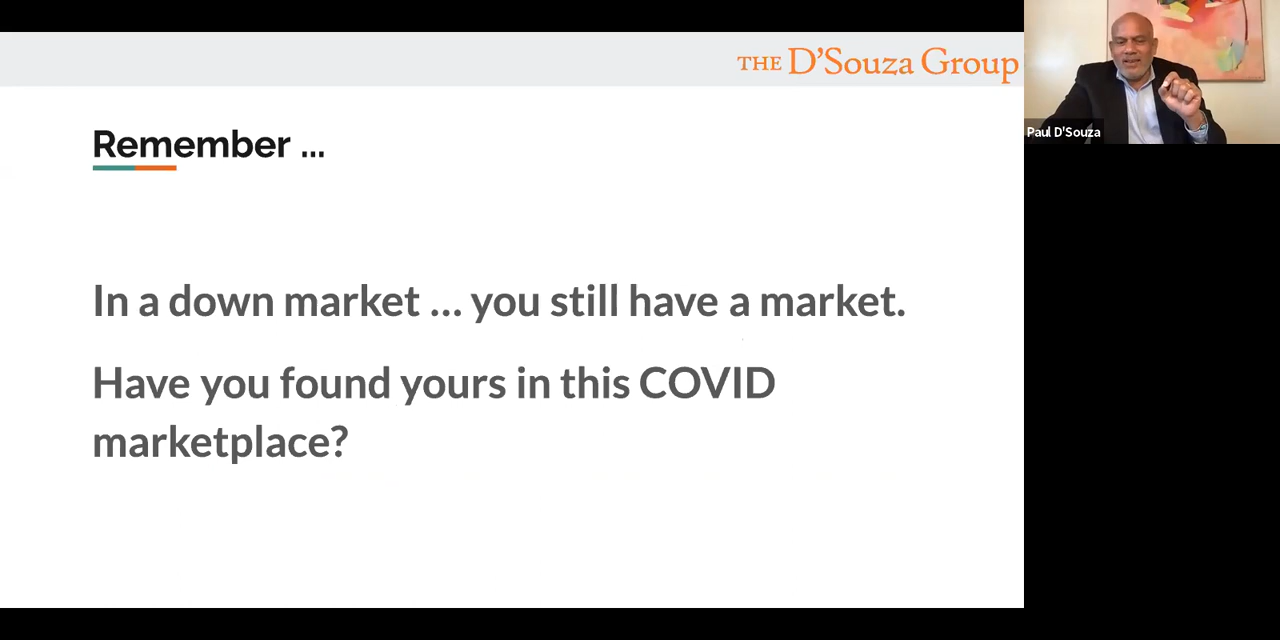 THE D'Souza Group
Remember ...
In a down market ... you still have a market.
Have you found yours in this COVID
marketplace?
Paul D'Souza